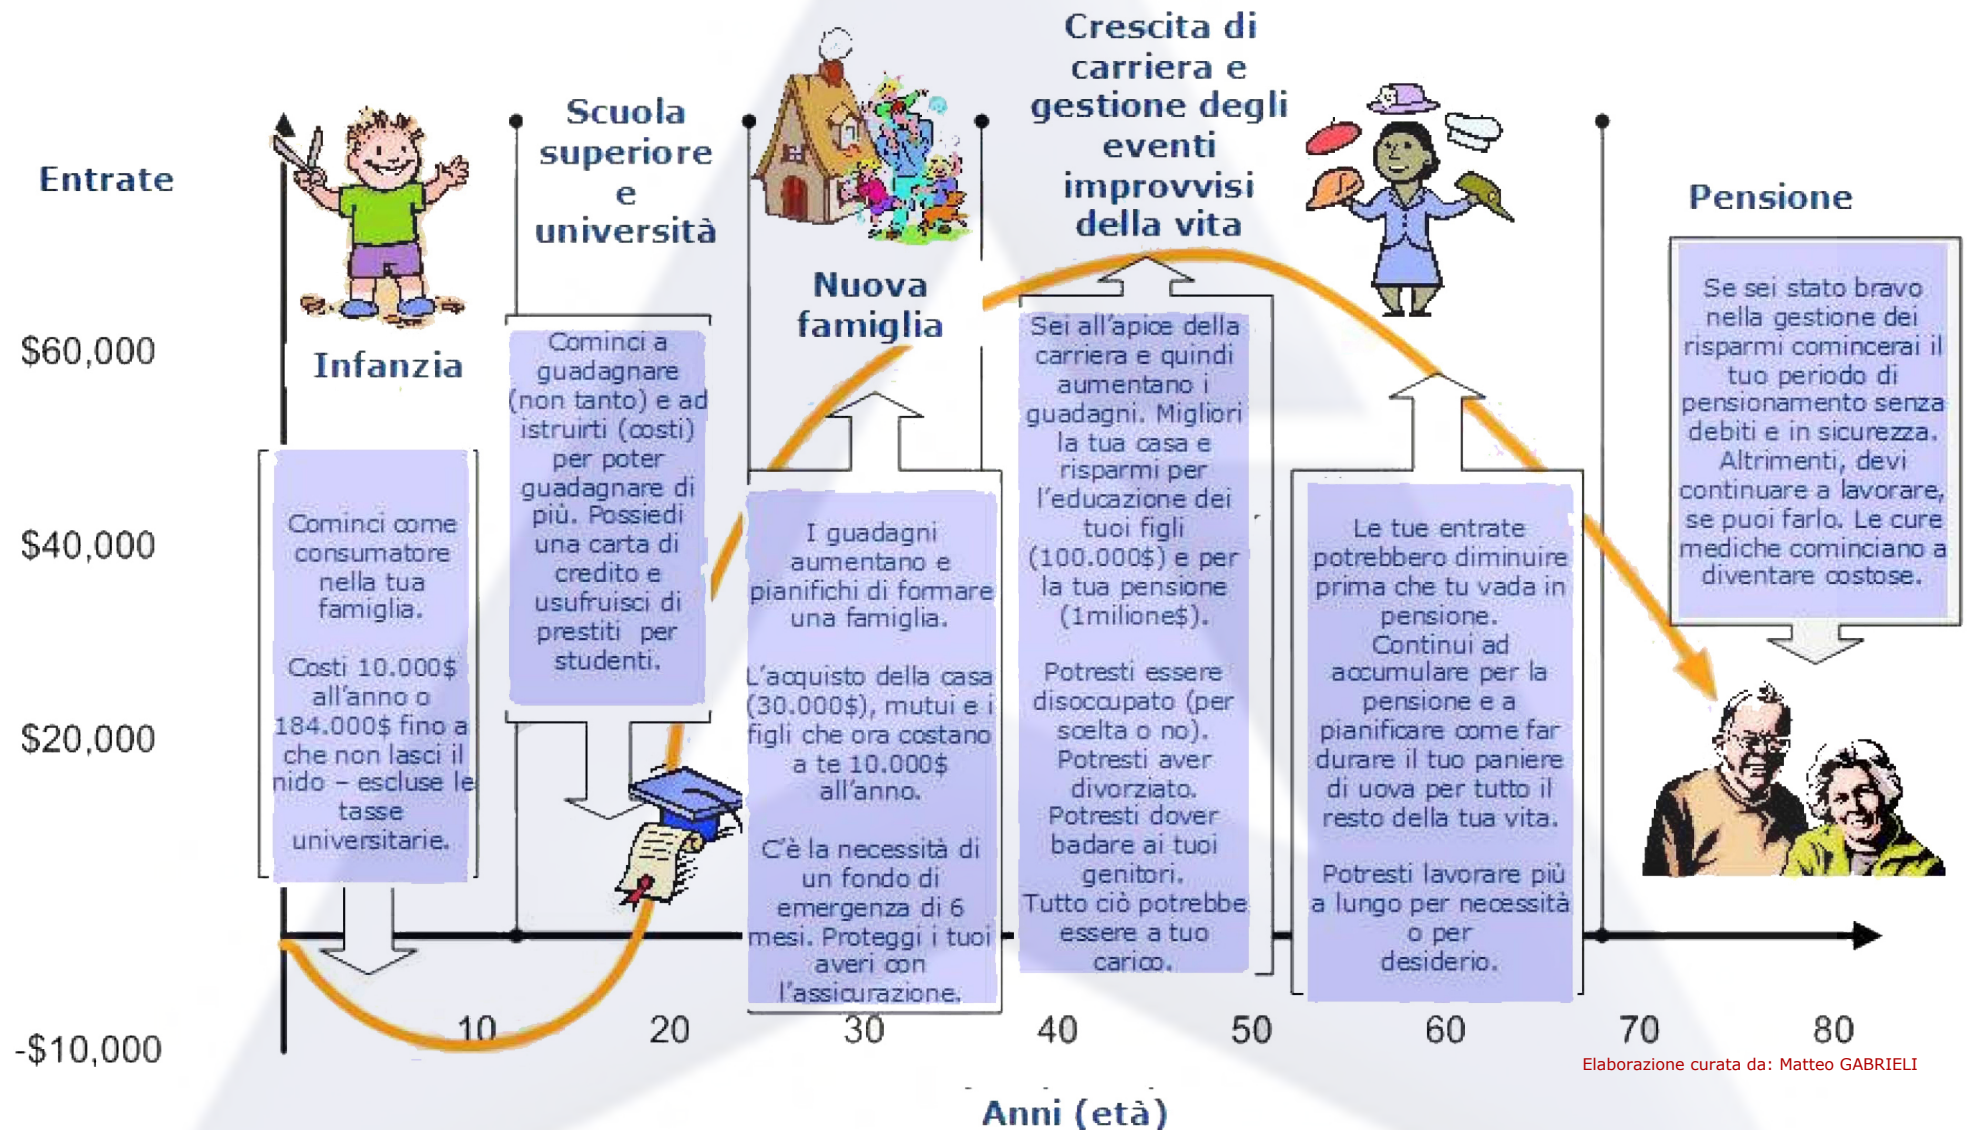 Entrate
$60,000
$40,000
$20,000
-$10,000
Infanzia
Cominci come
consumatore
nella tua
famiglia.
Costi 10.000$
all'anno o
184.000$ fino a
che non lasci il
nido – escluse le
tasse
universitarie.
Scuola
superiore
e
università
Cominci a
guadagnare
(non tanto) e ad
istruirti (costi)
per poter
guadagnare di
più. Possiedi
una carta di
credito e
usufruisci di
prestiti per
studenti.
Nuova
famiglia
I guadagni
aumentano e
pianifichi di formare
una famiglia.
L'acquisto della casa
(30.000$), mutui e i
figli che ora costano
a te 10.000$
all'anno.
C'è la necessità di
un fondo di
emergenza di 6
mesi. Proteggi i tuoi
averi con
l'assicurazione.
Crescita di
carriera e
gestione degli
eventi
improvvisi
della vita
Sei all'apice della
carriera e quindi
aumentano i
guadagni. Migliori
la tua casa e
risparmi per
l'educazione dei
tuoi figli
(100.000$) e per
la tua pensione
(1milione$).
Potresti essere
disoccupato (per
scelta o no).
Potresti aver
divorziato.
Potresti dover
badare ai tuoi
genitori.
Tutto ciò potrebbe
essere a tuo
carico.
Le tue entrate
potrebbero diminuire
prima che tu vada in
pensione.
Continui ad
accumulare per la
pensione e a
pianificare come far
durare il tuo paniere
di uova per tutto il
resto della tua vita.
Potresti lavorare più
a lungo per necessità
o per
desiderio.
Pensione
Se sei stato bravo
nella gestione dei
risparmi comincerai il
tuo periodo di
pensionamento senza
debiti e in sicurezza.
Altrimenti, devi
continuare a lavorare,
se puoi farlo. Le cure
mediche cominciano a
diventare costose.
10 20 30 40 50 60 70 80
Elaborazione curata da: Matteo GABRIELI
Anni (età)